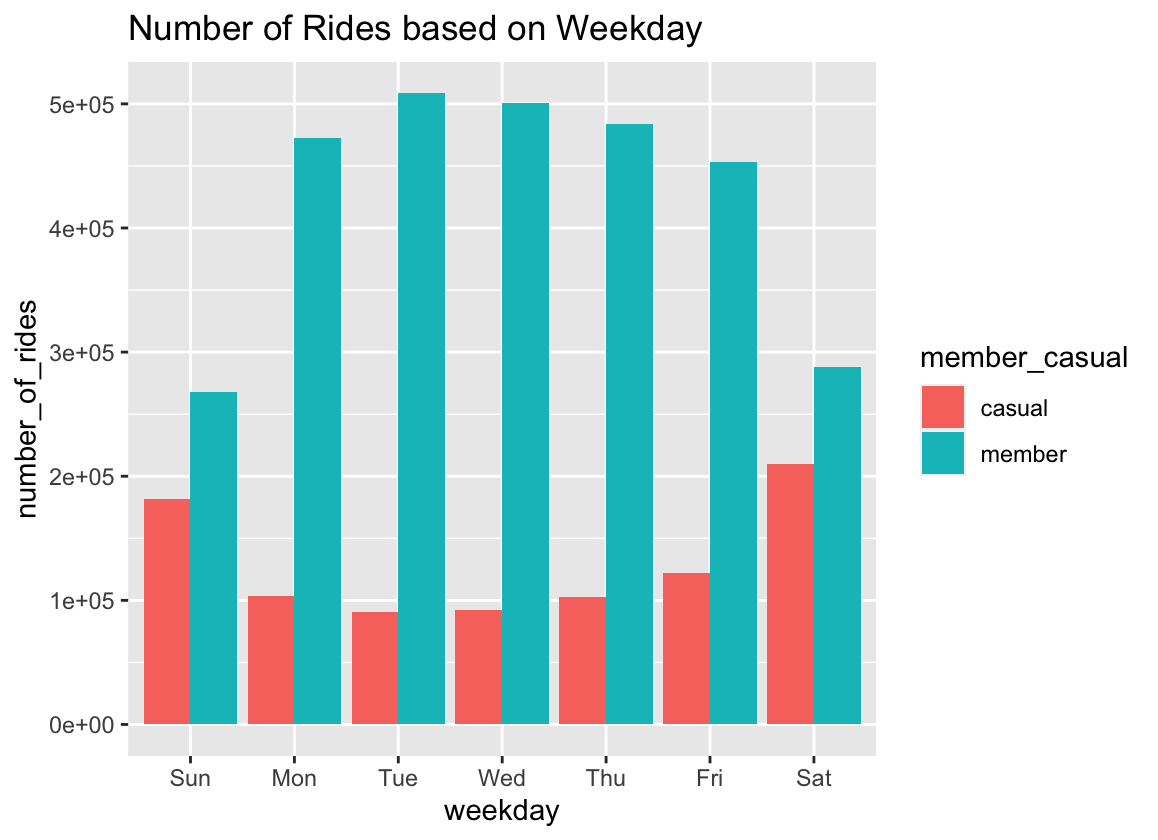 Number of Rides based on Weekday
number_of_rides
5e+05
4e+05
3e+05
2e+05
1e+05
0e+00
Sun Mon Tue Wed Thu Fri Sat
weekday
member_casual
casual
member